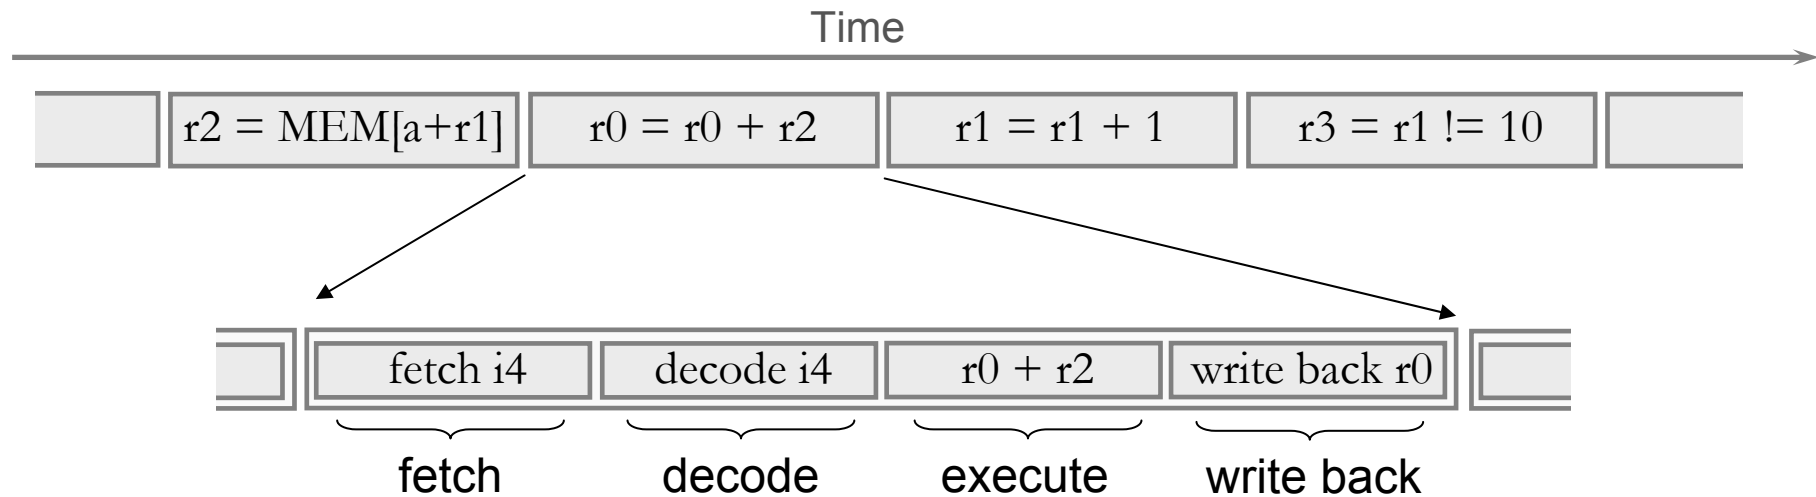 Time
r2 = MEM[a+r1] r0 = r0 + r2 r1 = r1 + 1 r3 = r1 != 10
fetch i4 decode i4 r0 + r2 write back r0
fetch decode execute write back